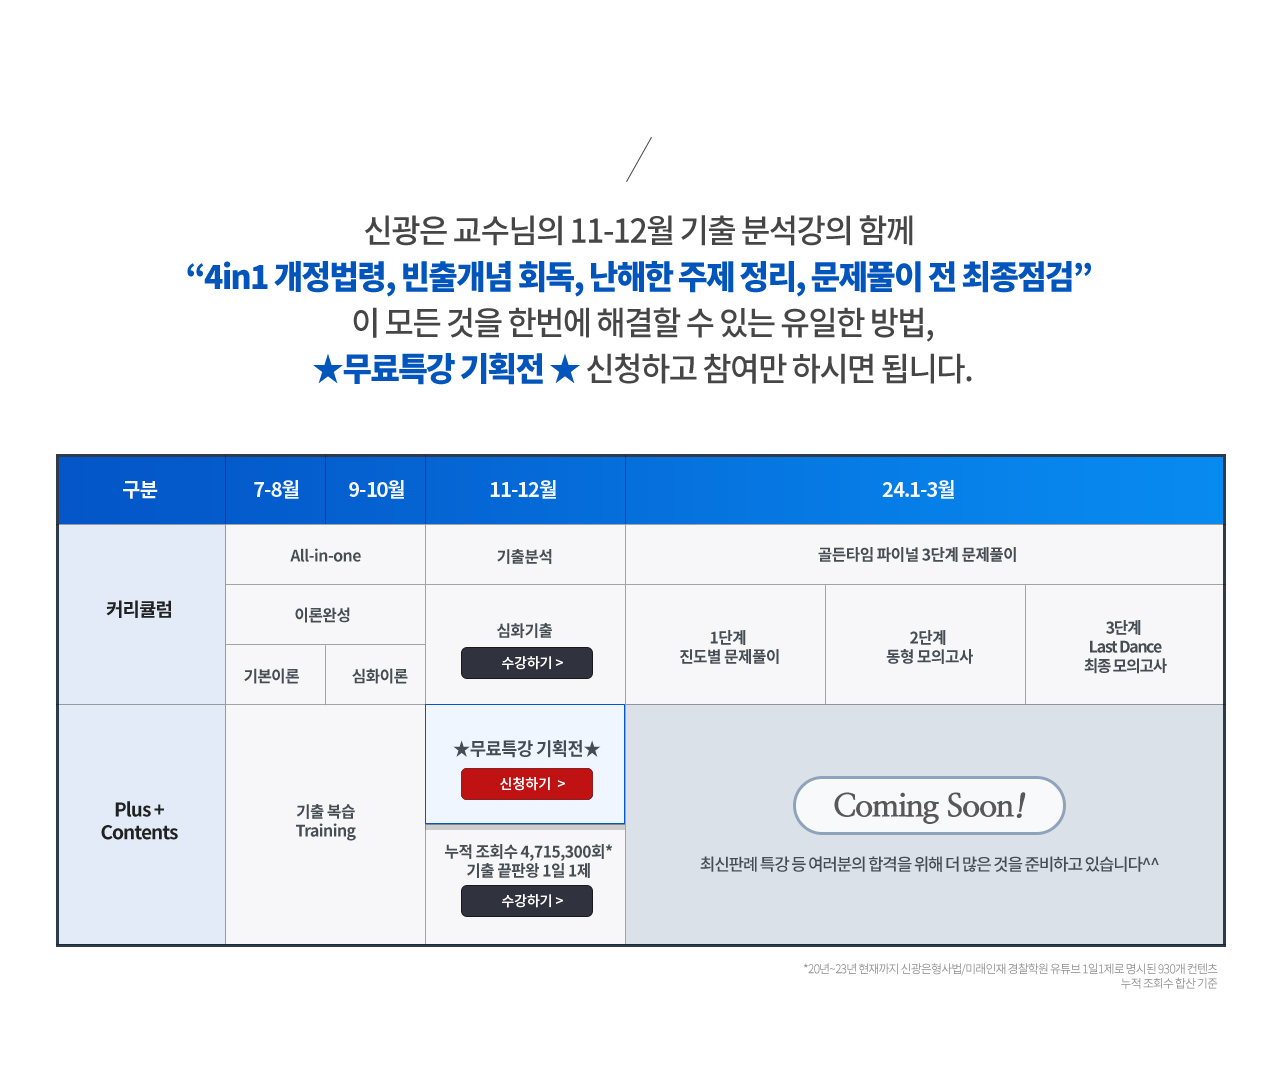 신광은 교수님의 11-12월 기출 분석강의 함께
“4in1 개정법령, 빈출개념 회독, 난해한 주제 정리, 문제풀이 전 최종점검”
이 모든 것을 한번에 해결할 수 있는 유일한 방법,
★무료특강 기획전 ★ 신청하고 참여만 하시면 됩니다.
구분 7-8월 9-10월 11-12월 24.1-3월
커리큘럼
All-in-one
기출분석
골든타임 파이널 3단계 문제풀이
이론완성
기본이론 심화이론
심화기출
수강하기 >
1단계
진도별 문제풀이
2단계
동형 모의고사
3단계
Last Dance
최종 모의고사
Plus +
Contents
기출 복습
Training
★무료특강 기획전★
신청하기 >
누적 조회수 4,715,300회*
기출 끝판왕 1일 1제
수강하기 >
Coming Soon!
최신판례 특강 등 여러분의 합격을 위해 더 많은 것을 준비하고 있습니다^^
*20년~23년 현재까지 신광은형사법/미래인재 경찰학원 유튜브 1일1제로 명시된 930개 컨텐츠
누적 조회수 합산 기준